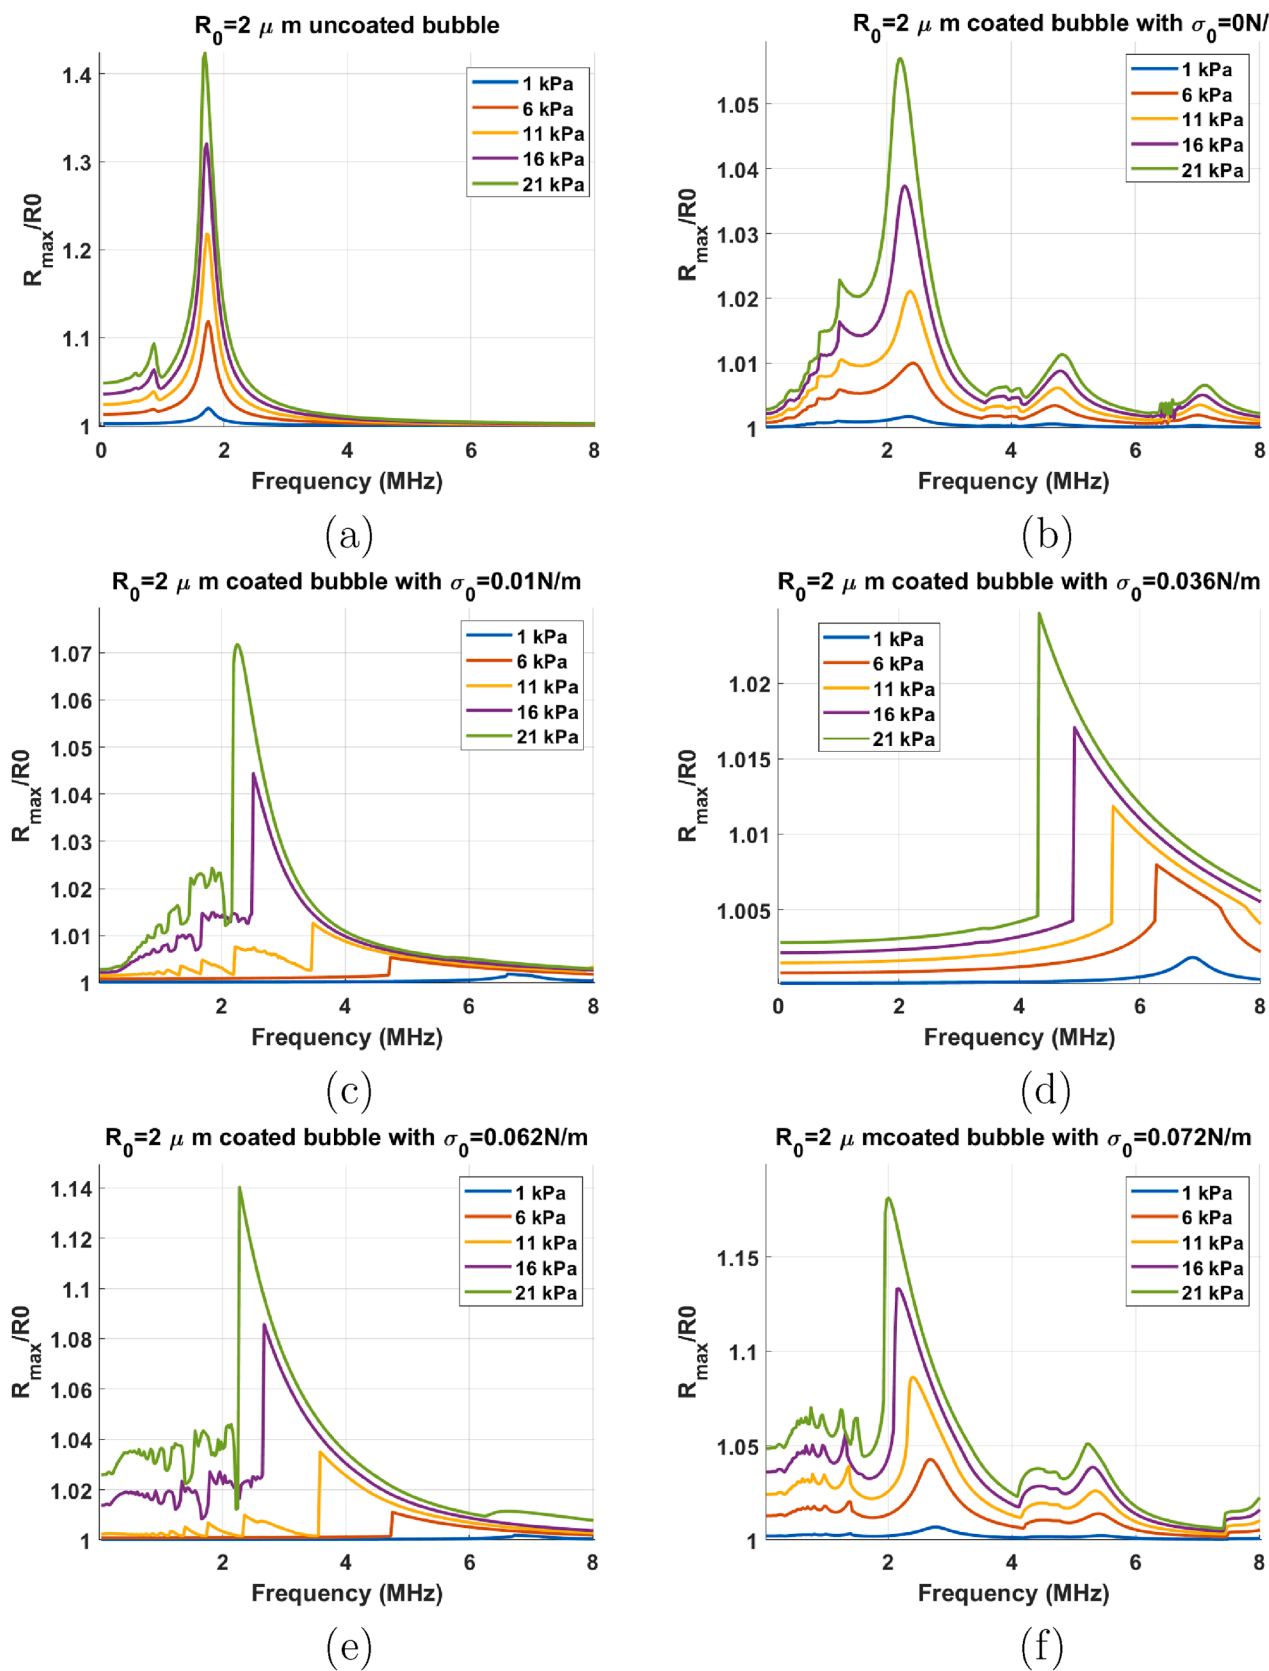 R0=2 μ m uncoated bubble
1 kPa
6 kPa
11 kPa
16 kPa
21 kPa
1.4
1.3
1.2
1.1
1
Rmax/R0
0 2 4 6 8
Frequency (MHz)
(a)
R0=2 μ m coated bubble with σ0=0N/
1 kPa
6 kPa
11 kPa
16 kPa
21 kPa
1.05
1.04
1.03
1.02
1.01
1
Rmax/R0
2 4 6 8
Frequency (MHz)
(b)
R0=2 μ m coated bubble with σ0=0.01N/m
1 kPa
6 kPa
11 kPa
16 kPa
21 kPa
1.07
1.06
1.05
1.04
1.03
1.02
1.01
1
Rmax/R0
2 4 6 8
Frequency (MHz)
(c)
R0=2 μ m coated bubble with σ0=0.036N/m
1 kPa
6 kPa
11 kPa
16 kPa
21 kPa
1.02
1.015
1.01
1.005
Rmax/R0
0 2 4 6 8
Frequency (MHz)
(d)
R0=2 μ m coated bubble with σ0=0.062N/m
1 kPa
6 kPa
11 kPa
16 kPa
21 kPa
1.14
1.12
1.1
1.08
1.06
1.04
1.02
1
Rmax/R0
2 4 6 8
Frequency (MHz)
(e)
R0=2 μ mcoated bubble with σ0=0.072N/m
1 kPa
6 kPa
11 kPa
16 kPa
21 kPa
1.15
1.1
1.05
1
Rmax/R0
2 4 6 8
Frequency (MHz)
(f)